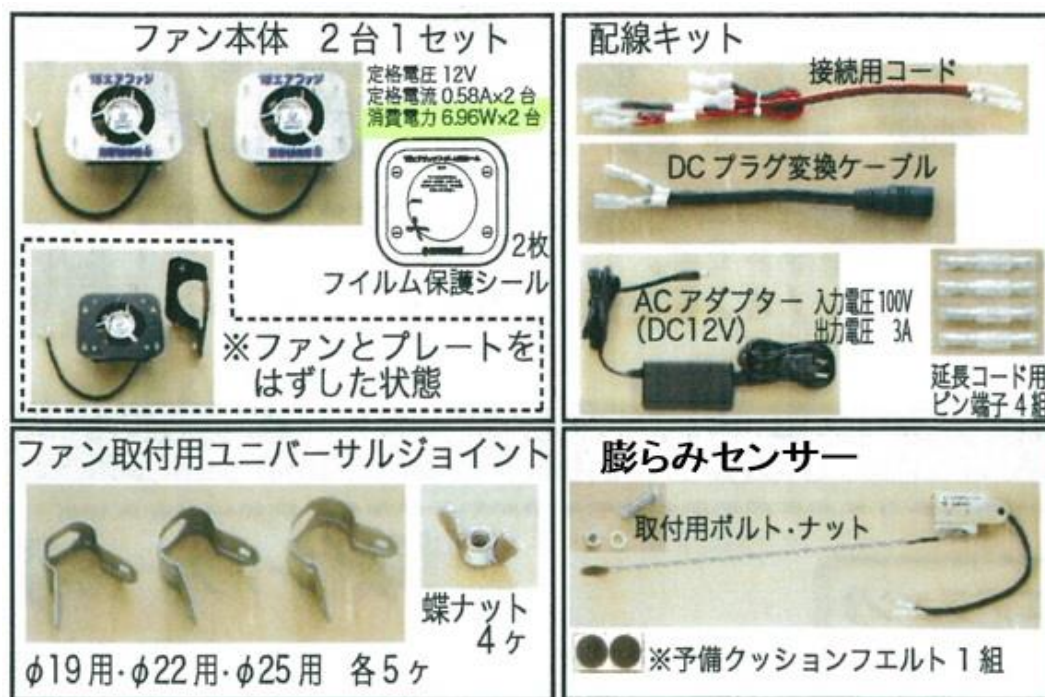 ファン本体 2台1セット
定格電圧 12V
定格電流 0.58A×2台
消費電力 6.96W×2台
2枚
フイルム保護シール
※ファンとプレートを
はずした状態
配線キット
接続用コード
DCプラグ変換ケーブル
ACアダプター
(DC12V)
入力電圧 100V
出力電圧 3A
延長コード用
ピン端子4組
ファン取付用ユニバーサルジョイント
蝶ナット
4ヶ
φ19用・φ22用・φ25用 各5ヶ
膨らみセンサー
取付用ボルト・ナット
※予備クッションフエルト1組